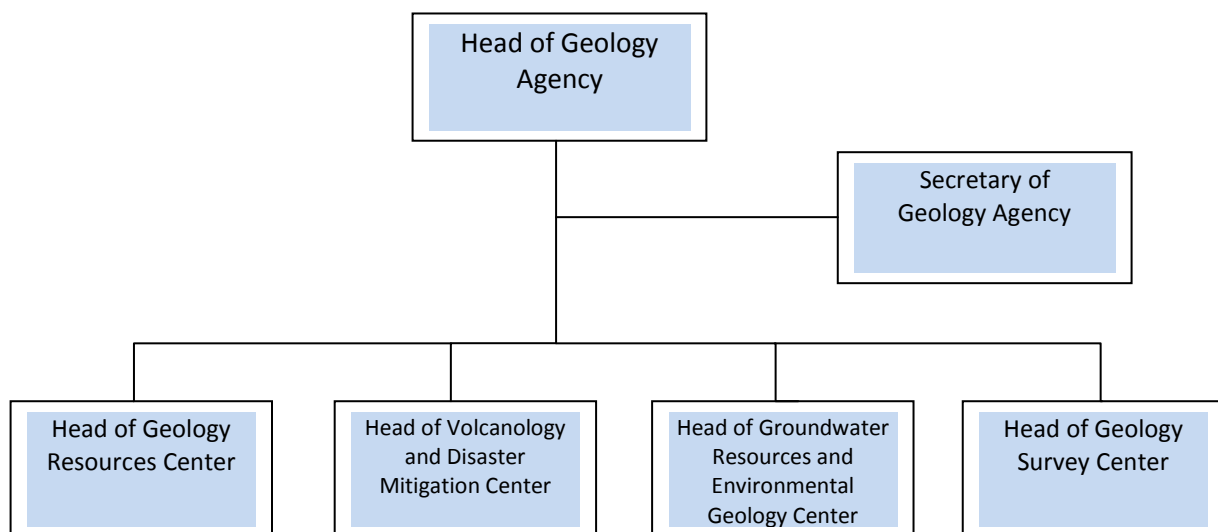 Head of Geology
Agency
Secretary of
Geology Agency
Head of Geology
Resources Center
Head of Volcanology
and Disaster
Mitigation Center
Head of Groundwater
Resources and
Environmental
Geology Center
Head of Geology
Survey Center